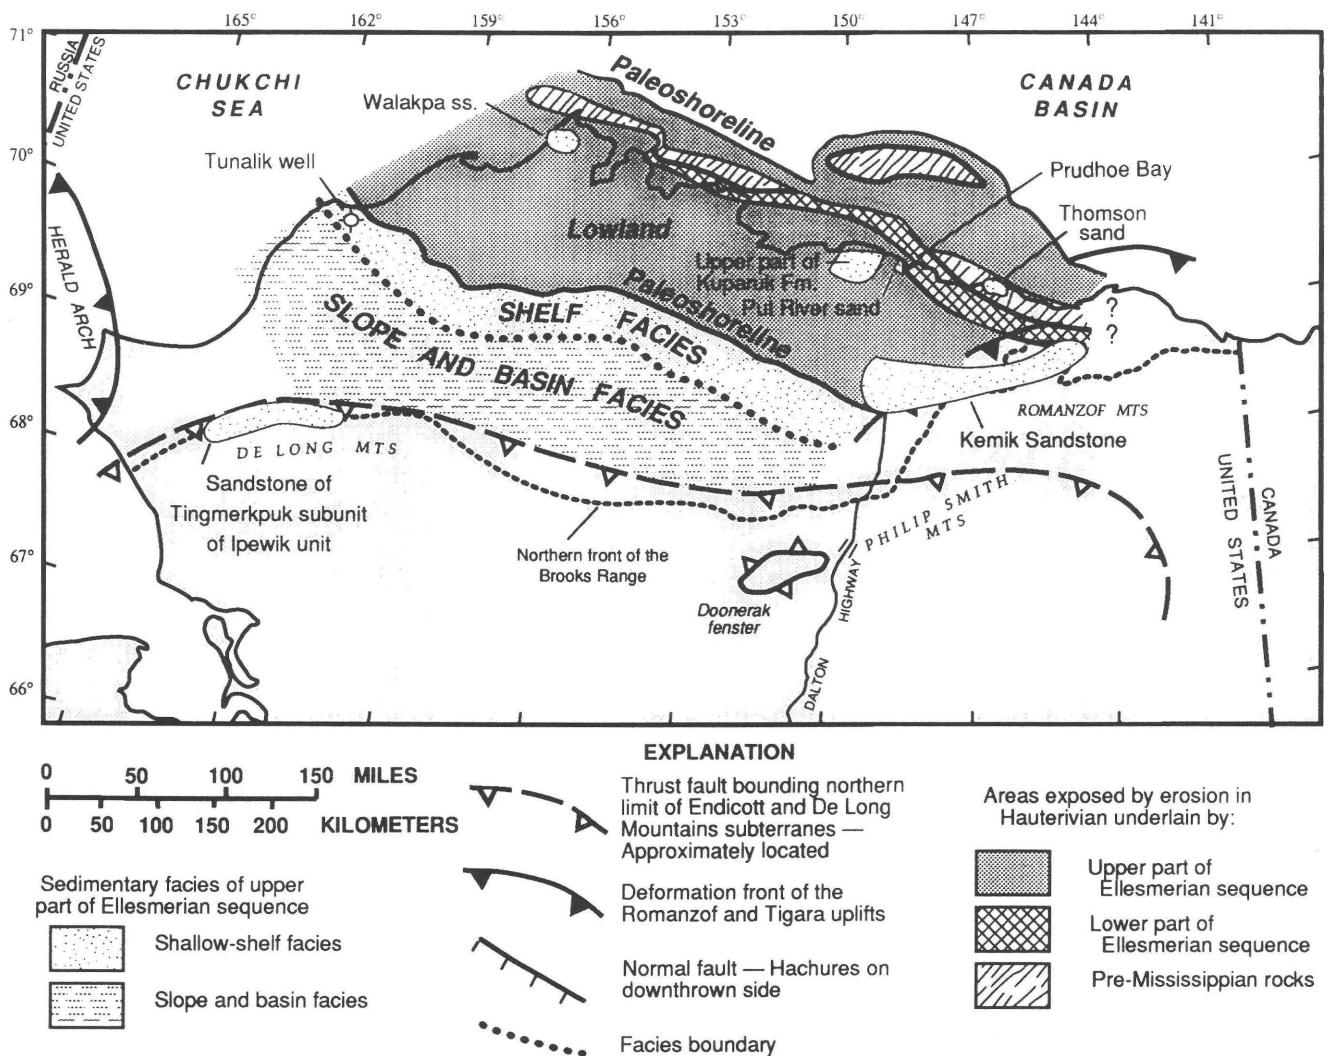 165° 162° 159° 156° 153° 150° 147° 144° 141°
71°
70°
69°
68°
67°
66°
RUSSIA
UNITED STATES
CHUKCHI
SEA
CANADA
BASIN
Paleoshoreline
Walakpa ss.
Tunalik well
Prudhoe Bay
Thomson
sand
HERALD ARCH
Lowland
Upper part of
Kuparuk Fm.
Put River sand
Paleoshoreline
SHELF FACIES
SLOPE AND BASIN FACIES
?
?
ROMANZOF MTS
Kemik Sandstone
DE LONG MTS
Sandstone of
Tingmerkpuk subunit
of Ipewik unit
Northern front of the
Brooks Range
PHILIP SMITH
MTS
Doonerak
fenster
DALTON HIGHWAY
UNITED STATES
CANADA
EXPLANATION
0 50 100 150 MILES
0 50 100 150 200 KILOMETERS
Sedimentary facies of upper
part of Ellesmerian sequence
Shallow-shelf facies
Slope and basin facies
Thrust fault bounding northern
limit of Endicott and De Long
Mountains subterranes —
Approximately located
Deformation front of the
Romanzof and Tigara uplifts
Normal fault — Hachures on
downthrown side
Facies boundary
Areas exposed by erosion in
Hauterivian underlain by:
Upper part of
Ellesmerian sequence
Lower part of
Ellesmerian sequence
Pre-Mississippian rocks